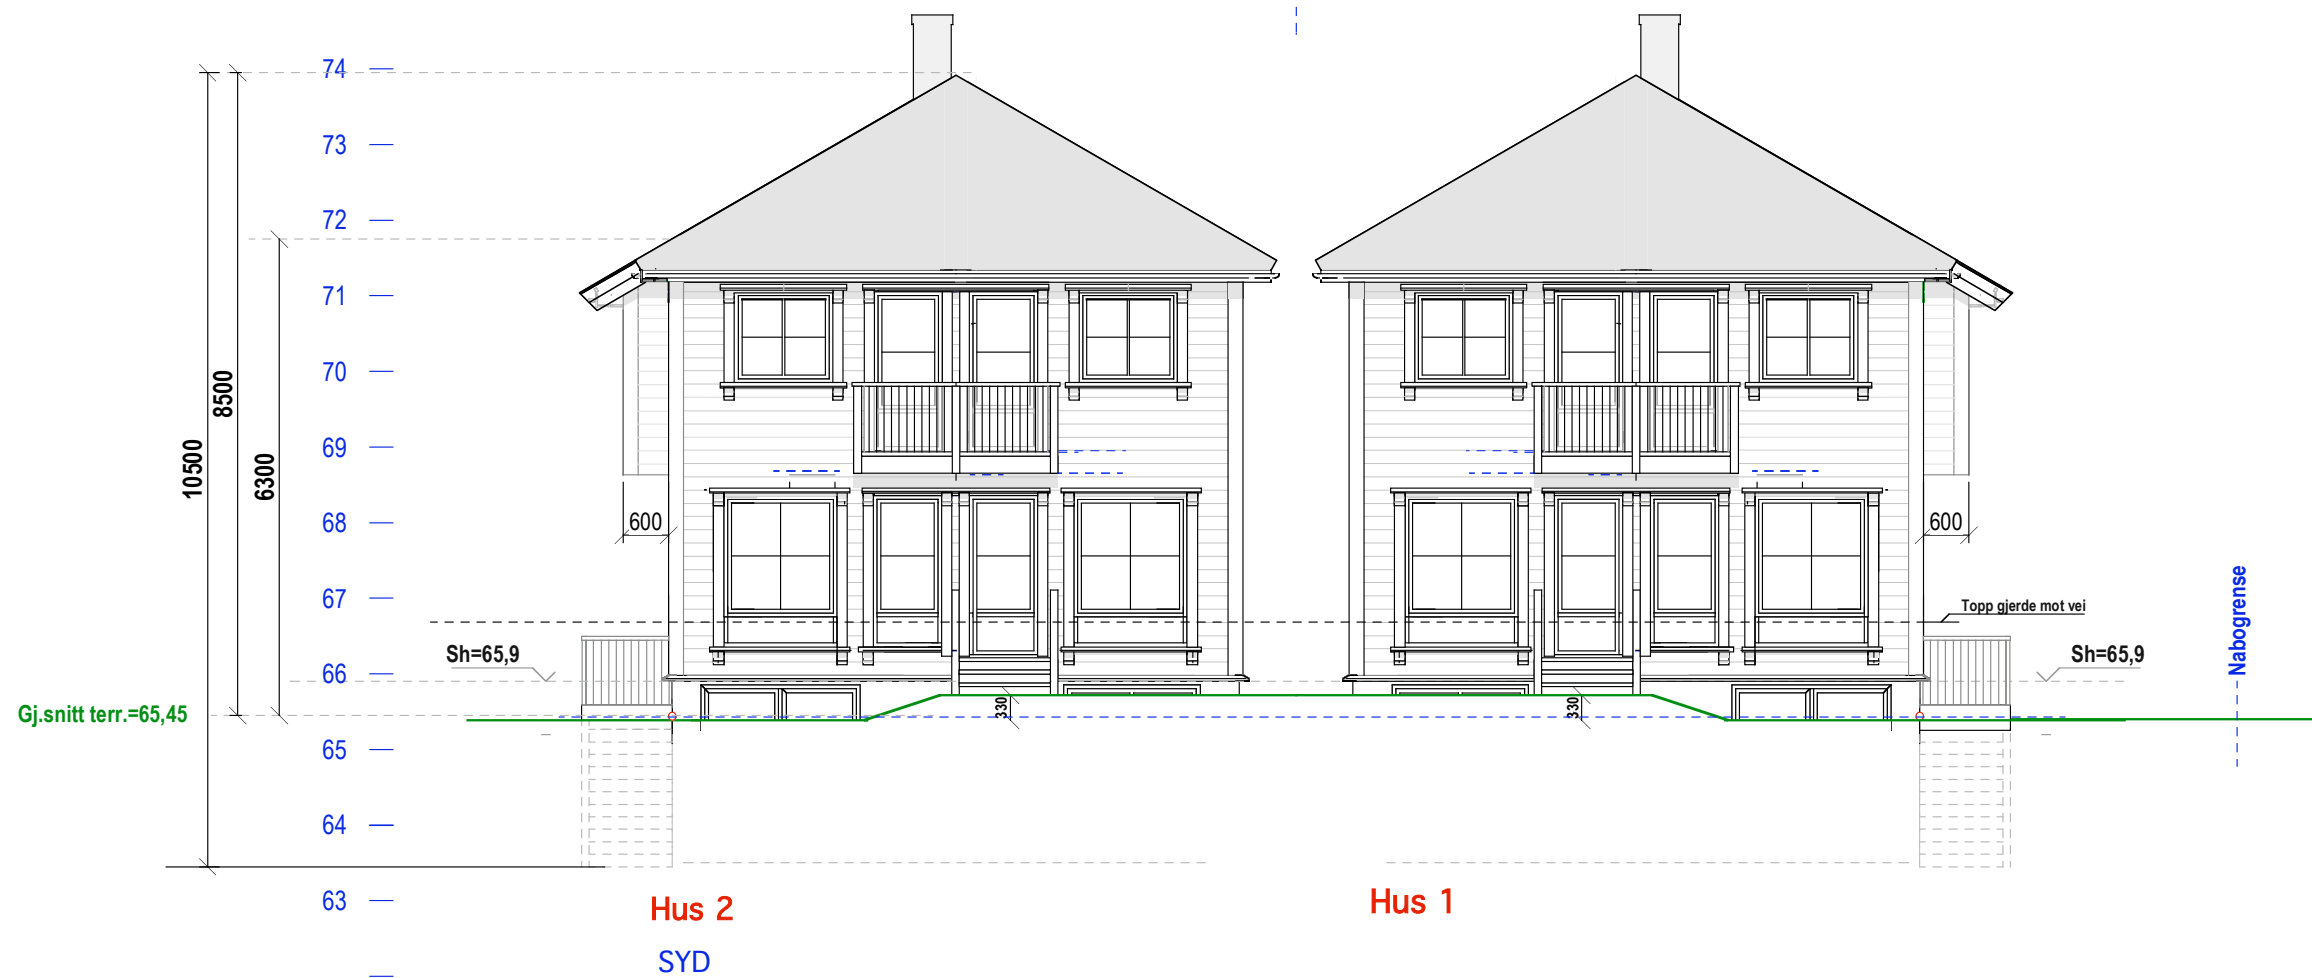 74
73
72
71
70
69
68
67
66
65
64
63
10500
8500
6300
600
600
Topp gjerde mot vei
Nabogrense
Sh=65,9
Sh=65,9
Gj.snitt terr.=65,45
330
330
Hus 2
Hus 1
SYD